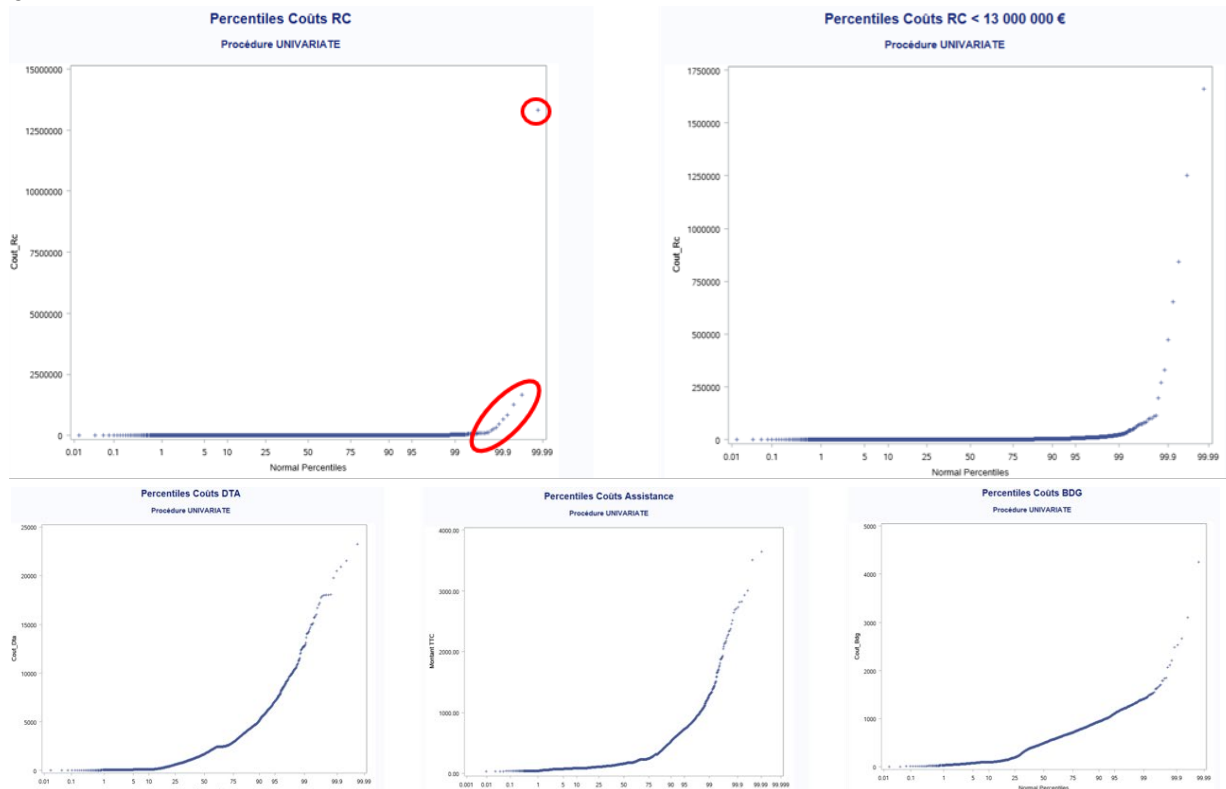 Percentiles Coûts RC
Procédure UNIVARIATE
15000000
12500000
10000000
7500000
5000000
2500000
0
Cout_Rc
0.01 0.1 1 5 10 25 50 75 90 95 99 99.9 99.99
Normal Percentiles
Percentiles Coûts RC < 13 000 000 €
Procédure UNIVARIATE
1750000
1500000
1250000
1000000
750000
500000
250000
0
Cout_Rc
0.01 0.1 1 5 10 25 50 75 90 95 99 99.9 99.99
Normal Percentiles
Percentiles Coûts DTA
Procédure UNIVARIATE
25000
20000
15000
10000
5000
0
Cout_Dta
0.01 0.1 1 5 10 25 50 75 90 95 99 99.9 99.99
Percentiles Coûts Assistance
Procédure UNIVARIATE
4000.00
3000.00
2000.00
1000.00
0.00
Montant TTC
0.001 0.01 0.1 1 5 10 25 50 75 90 95 99 99.9 99.99 99.999
Percentiles Coûts BDG
Procédure UNIVARIATE
5000
4000
3000
2000
1000
0
Cout_Bdg
0.01 0.1 1 5 10 25 50 75 90 95 99 99.9 99.99
Normal Percentiles